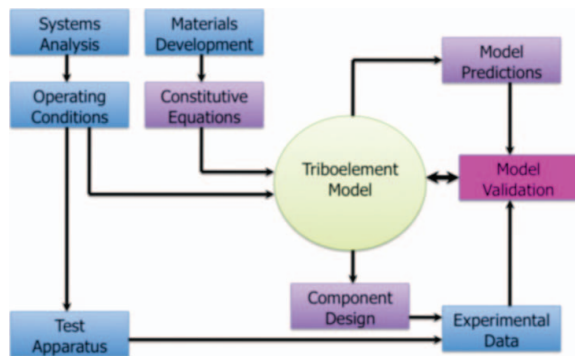 Systems
Analysis
Materials
Development
Model
Predictions
Operating
Conditions
Constitutive
Equations
Triboelement
Model
Model
Validation
Component
Design
Test
Apparatus
Experimental
Data